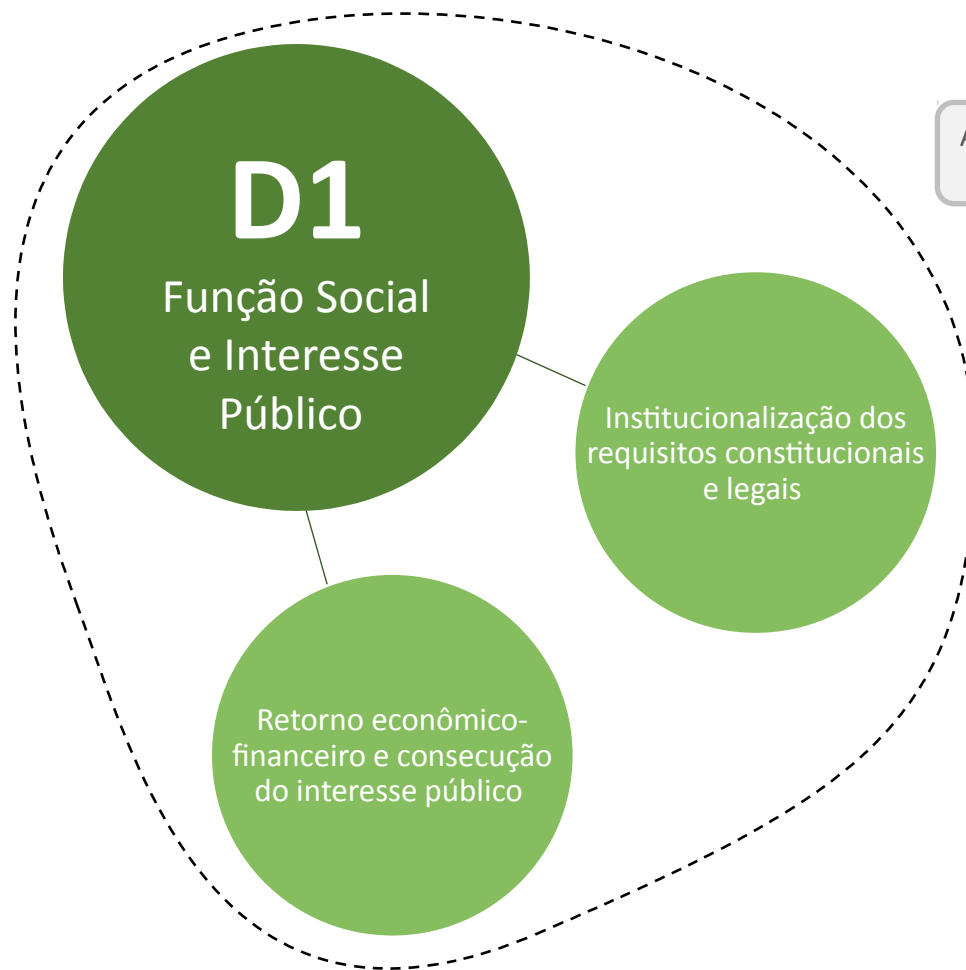 D1
Função Social
e Interesse
Público
Institucionalização dos
requisitos constitucionais
e legais
Retorno econômico-
financeiro e consecução
do interesse público